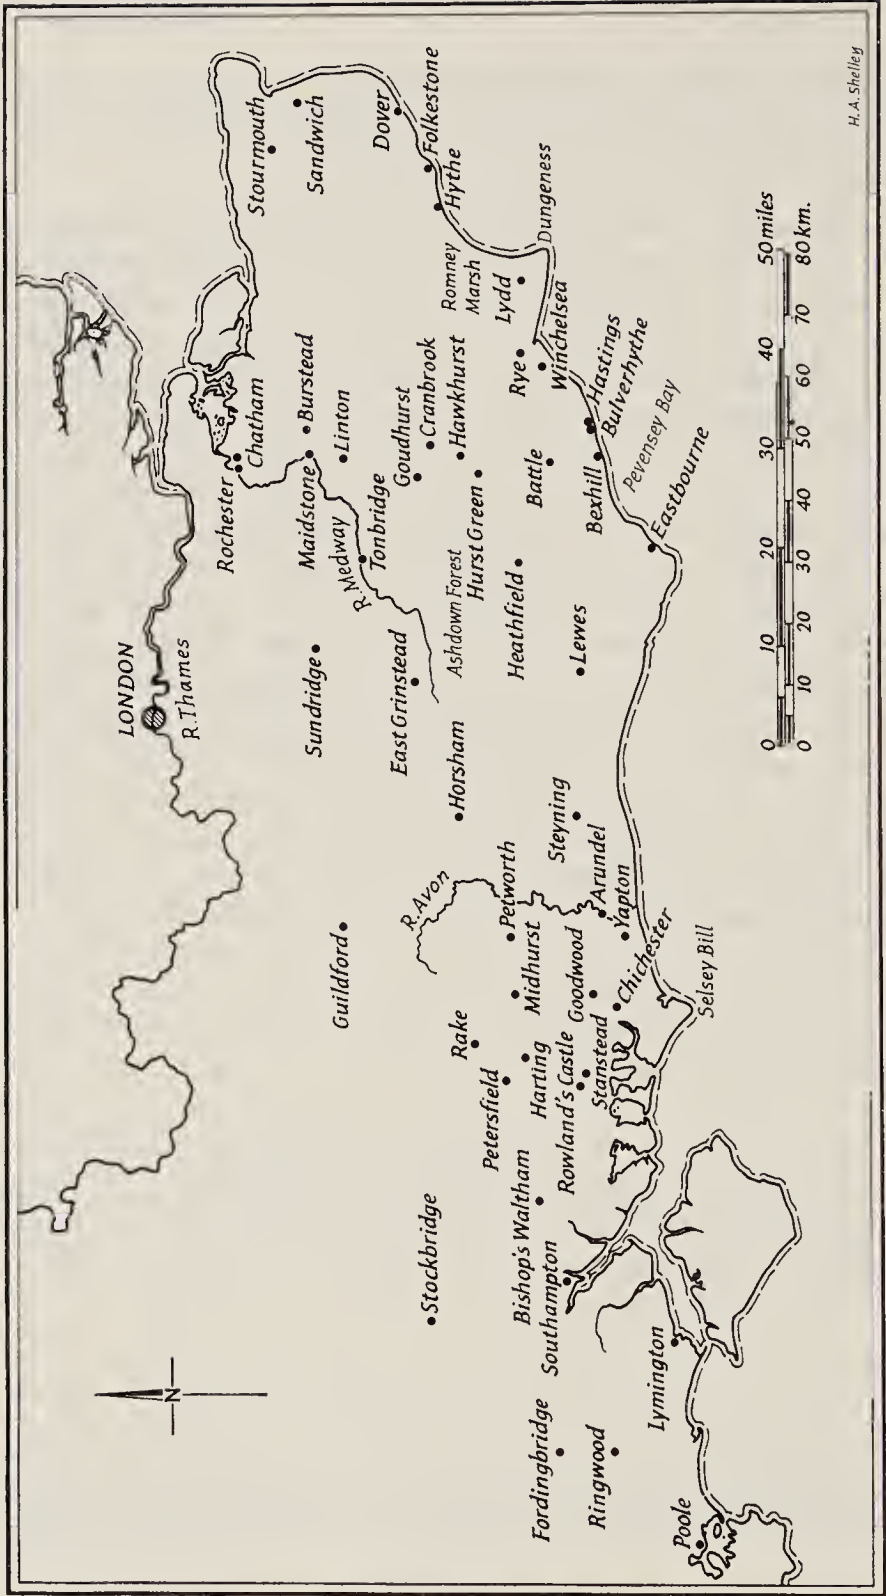 LONDON
R. Thames
Rochester
Chatham
Stourmouth
Sandwich
Dover
Folkestone
Hythe
Romney
Marsh
Lydd
Dungeness
Sundridge
Maidstone
Burstead
Linton
R. Medway
Tonbridge
Goudhurst
Cranbrook
Hawkhurst
Rye
Winchelsea
Guildford
East Grinstead
Ashdown Forest
Hurst Green
Battle
Hastings
Bulverhythe
Bexhill
Pevensey Bay
Eastbourne
Horsham
Heathfield
Lewes
R. Avon
Petworth
Steyning
Arundel
Yapton
Rake
Midhurst
Goodwood
Chichester
Selsey Bill
Stockbridge
Petersfield
Harting
Rowland's Castle
Stanstead
Bishop's Waltham
Southampton
Fordingbridge
Ringwood
Lymington
Poole
N
0 10 20 30 40 50 miles
0 10 20 30 40 50 60 70 80 km.
H. A. Shelley